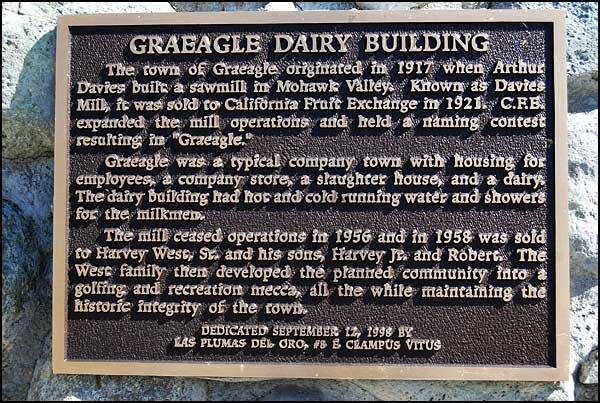 GRAEAGLE DAIRY BUILDING
The town of Graeagle originated in 1917 when Arthur
Davies built a sawmill in Mohawk Valley. Known as Davies
Mill, it was sold to California Fruit Exchange in 1921. C.F.E.
expanded the mill operations and held a naming contest
resulting in "Graeagle."
Graeagle was a typical company town with housing for
employees, a company store, a slaughter house, and a dairy.
The dairy building had hot and cold running water and showers
for the milkmen.
The mill ceased operations in 1956 and in 1958 was sold
to Harvey West, Sr. and his sons, Harvey Jr. and Robert. The
West family then developed the planned community into a
golfing and recreation mecca, all the while maintaining the
historic integrity of the town.
DEDICATED SEPTEMBER 12, 1998 BY
LAS PLUMAS DEL ORO, #8 E CLAMPUS VITUS